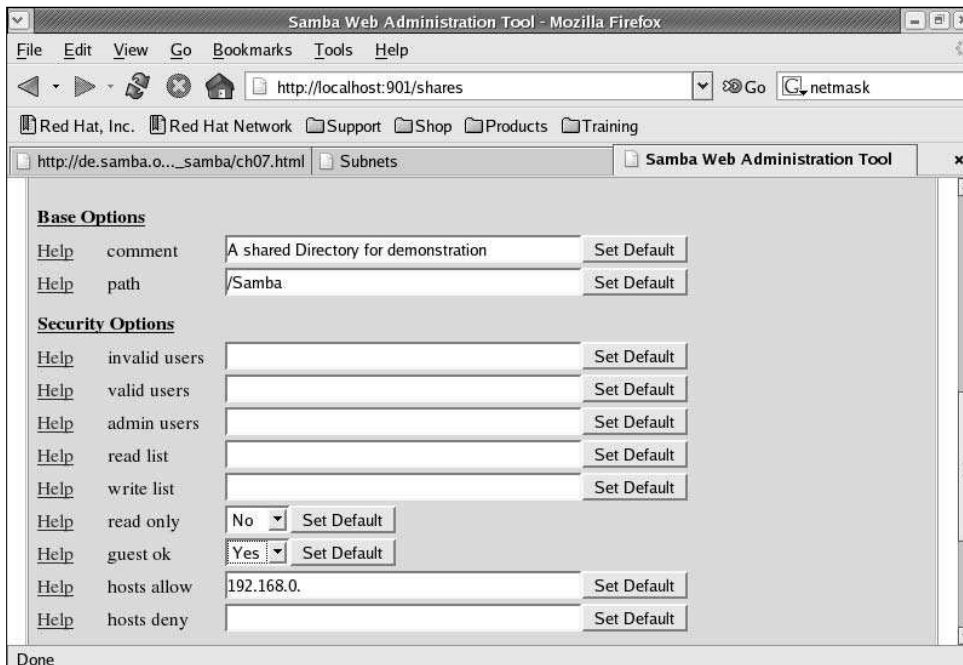 Samba Web Administration Tool - Mozilla Firefox
File Edit View Go Bookmarks Tools Help
http://localhost:901/shares Go G netmask
Red Hat, Inc. Red Hat Network Support Shop Products Training
http://de.samba.o..._samba/ch07.html Subnets Samba Web Administration Tool
Base Options
Help comment A shared Directory for demonstration Set Default
Help path /Samba Set Default
Security Options
Help invalid users Set Default
Help valid users Set Default
Help admin users Set Default
Help read list Set Default
Help write list Set Default
Help read only No Set Default
Help guest ok Yes Set Default
Help hosts allow 192.168.0. Set Default
Help hosts deny Set Default
Done